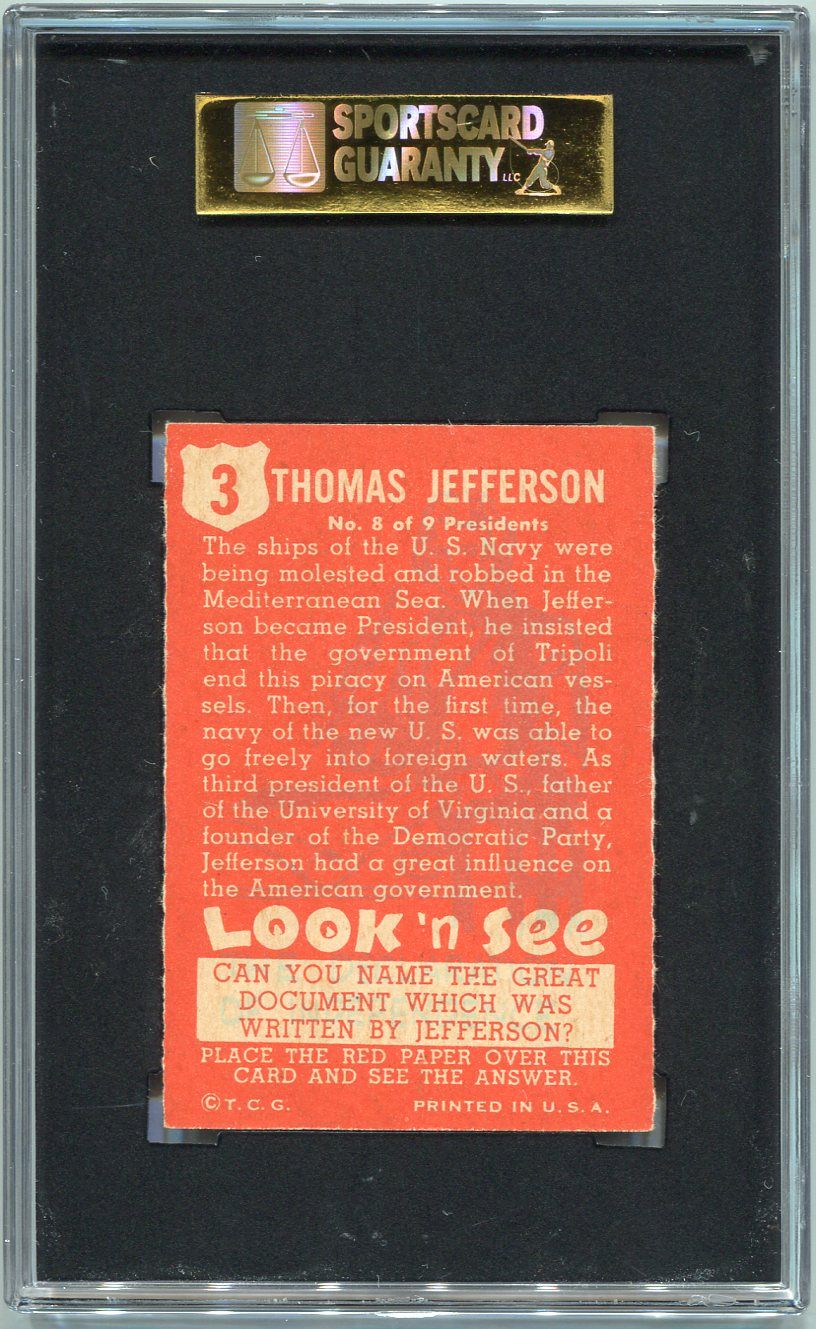 SPORTSCARD
GUARANTY LLC
3 THOMAS JEFFERSON
No. 8 of 9 Presidents
The ships of the U. S. Navy were
being molested and robbed in the
Mediterranean Sea. When Jeffer-
son became President, he insisted
that the government of Tripoli
end this piracy on American ves-
sels. Then, for the first time, the
navy of the new U. S. was able to
go freely into foreign waters. As
third president of the U. S., father
of the University of Virginia and a
founder of the Democratic Party,
Jefferson had a great influence on
the American government.
LOOK 'n See
CAN YOU NAME THE GREAT
DOCUMENT WHICH WAS
WRITTEN BY JEFFERSON?
PLACE THE RED PAPER OVER THIS
CARD AND SEE THE ANSWER.
© T. C. G. PRINTED IN U. S. A.